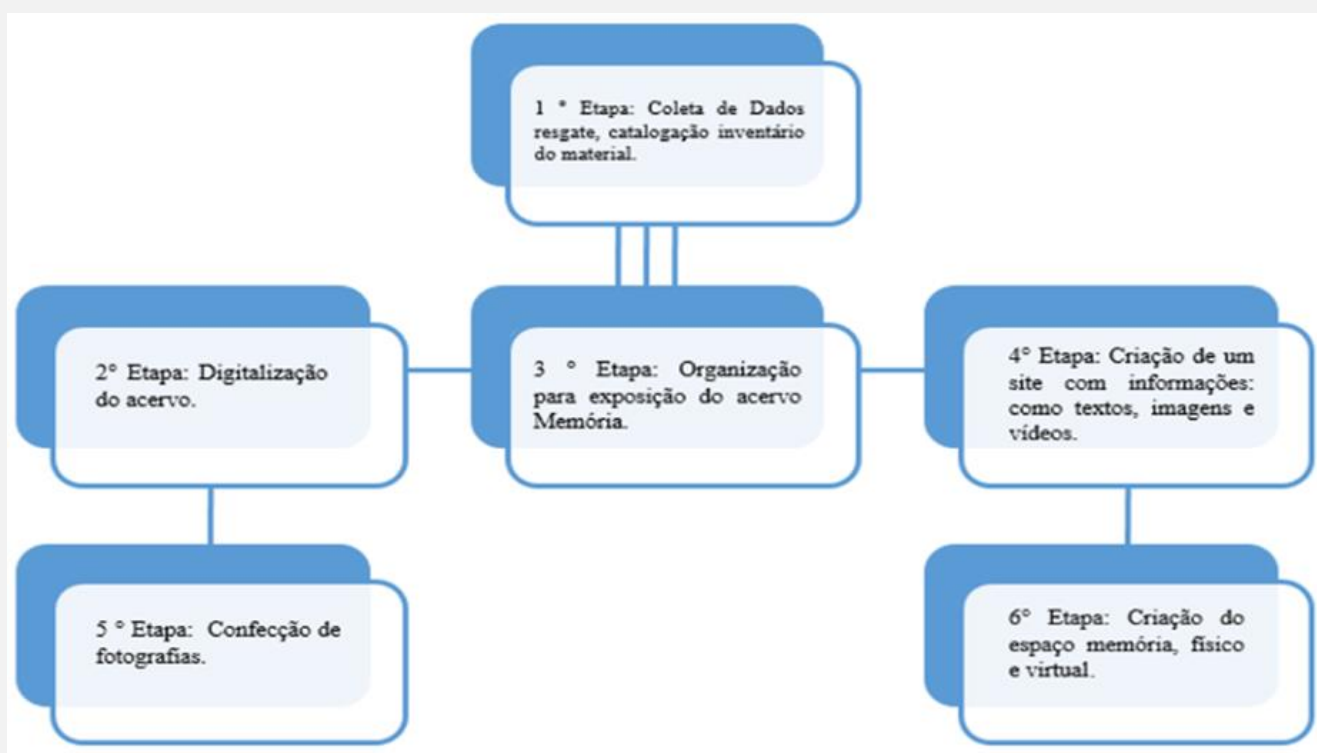 1 ° Etapa: Coleta de Dados
resgate, catalogação inventário
do material.
2° Etapa: Digitalização
do acervo.
3 ° Etapa: Organização
para exposição do acervo
Memória.
4° Etapa: Criação de um
site com informações:
como textos, imagens e
vídeos.
5 ° Etapa: Confecção de
fotografias.
6° Etapa: Criação do
espaço memória, físico
e virtual.